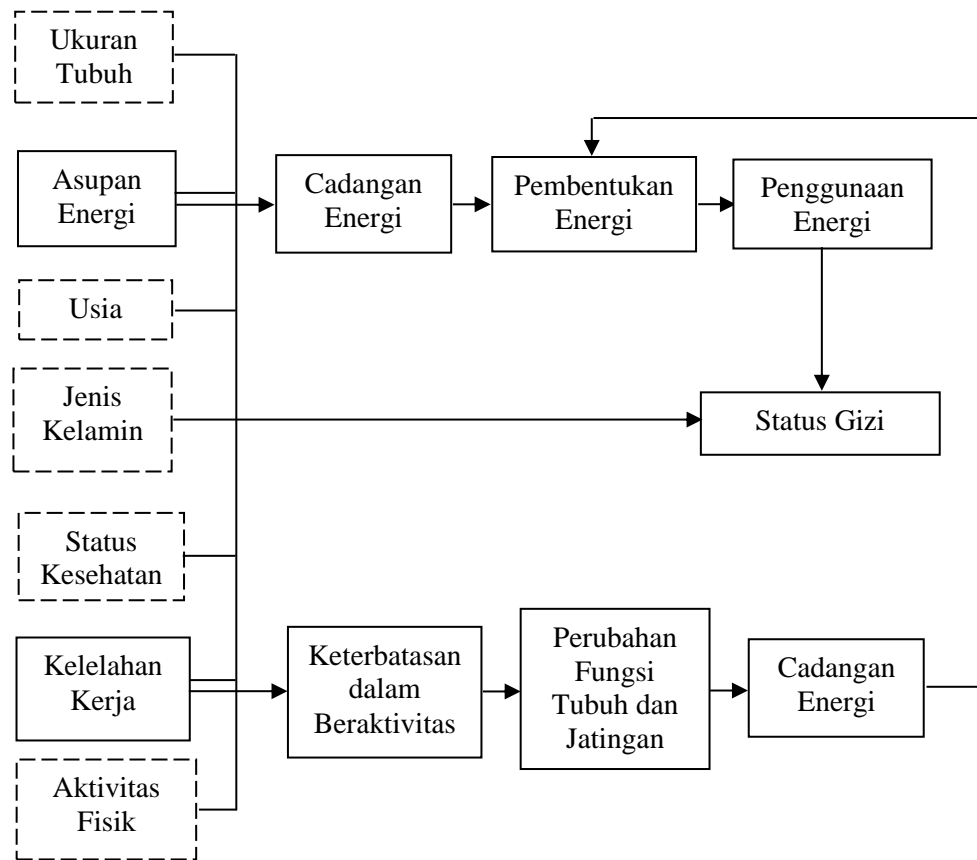 Ukuran
Tubuh
Asupan
Energi
Cadangan
Energi
Pembentukan
Energi
Penggunaan
Energi
Usia
Jenis
Kelamin
Status Gizi
Status
Kesehatan
Kelelahan
Kerja
Keterbatasan
dalam
Beraktivitas
Perubahan
Fungsi
Tubuh dan
Jatingan
Cadangan
Energi
Aktivitas
Fisik